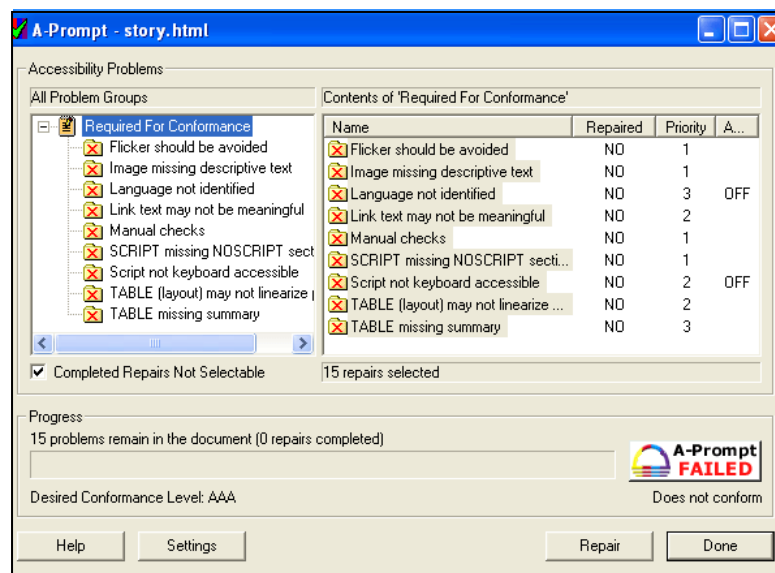 A-Prompt - story.html
Accessibility Problems
All Problem Groups
Required For Conformance
Flicker should be avoided
Image missing descriptive text
Language not identified
Link text may not be meaningful
Manual checks
SCRIPT missing NOSCRIPT sect
Script not keyboard accessible
TABLE (layout) may not linearize
TABLE missing summary
Completed Repairs Not Selectable
Contents of 'Required For Conformance'
Name Repaired Priority A...
Flicker should be avoided NO 1
Image missing descriptive text NO 1
Language not identified NO 3 OFF
Link text may not be meaningful NO 2
Manual checks NO 1
SCRIPT missing NOSCRIPT secti... NO 1
Script not keyboard accessible NO 2 OFF
TABLE (layout) may not linearize ... NO 2
TABLE missing summary NO 3
15 repairs selected
Progress
15 problems remain in the document (0 repairs completed)
A-Prompt
FAILED
Desired Conformance Level: AAA
Does not conform
Help Settings Repair Done